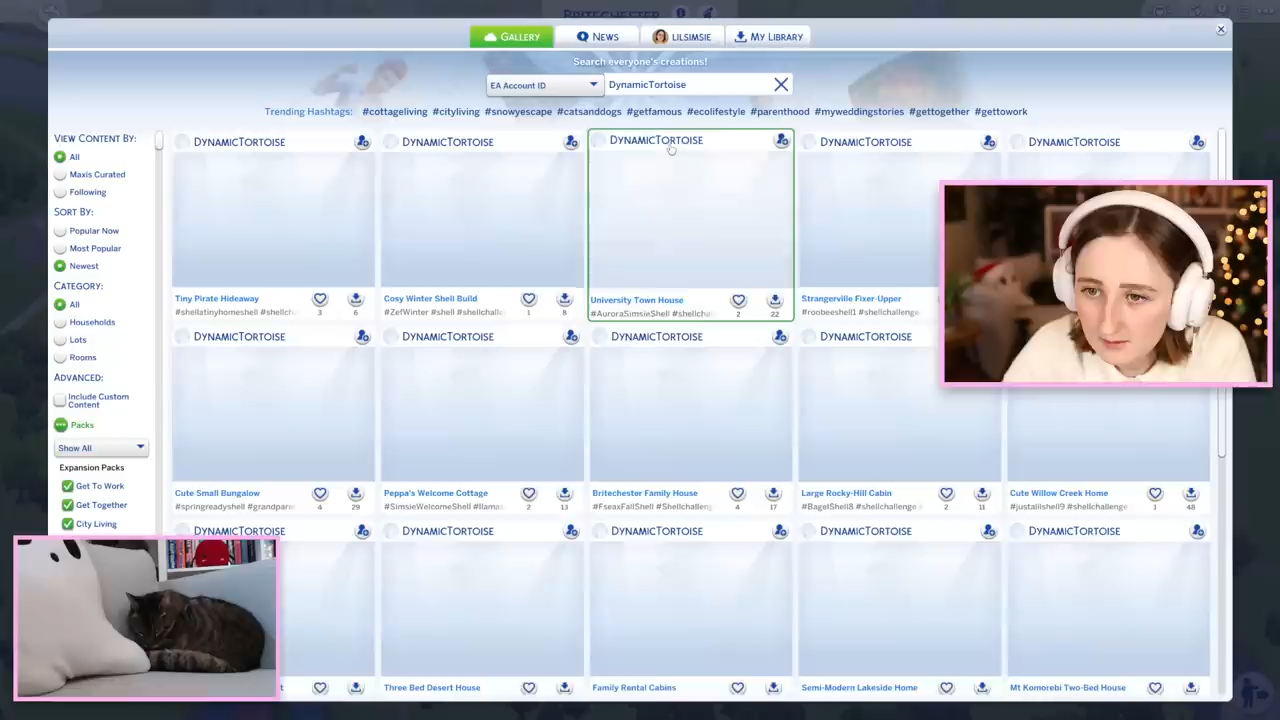 GALLERY
NEWS
LILSIMSIE
MY LIBRARY
Search everyone's creations!
EA Account ID
DynamicTortoise
Trending Hashtags: #cottageliving #cityliving #snowyescape #catsanddogs #getfamous #ecolifestyle #parenthood #myweddingstories #gettogether #gettowork
VIEW CONTENT BY:
All
Maxis Curated
Following
SORT BY:
Popular Now
Most Popular
Newest
CATEGORY:
All
Households
Lots
Rooms
ADVANCED:
Include Custom
Content
Packs
Show All
Expansion Packs
Get To Work
Get Together
City Living
DYNAMICTORTOISE DYNAMICTORTOISE DYNAMICTORTOISE DYNAMICTORTOISE DYNAMICTORTOISE
Tiny Pirate Hideaway
#shellatinyhomeshell #shellch
3 6
Cosy Winter Shell Build
#ZefWinter #shell #shellchalle
1 8
University Town House
#AuroraSimsieShell #shellcha
2 22
Strangerville Fixer-Upper
#roobeeshell1 #shellchallenge
DYNAMICTORTOISE DYNAMICTORTOISE DYNAMICTORTOISE DYNAMICTORTOISE
Cute Small Bungalow
#springreadyshell #grandpare
4 29
Peppa's Welcome Cottage
#SimsieWelcomeShell #llamas
2 13
Britechester Family House
#FseaxFallShell #Shellchalleng
4 17
Large Rocky-Hill Cabin
#BagelShell8 #shellchallenge
2 11
Cute Willow Creek Home
#justalilshell9 #shellchallenge
1 48
DYNAMICTORTOISE DYNAMICTORTOISE DYNAMICTORTOISE DYNAMICTORTOISE DYNAMICTORTOISE
Three Bed Desert House
Family Rental Cabins
Semi-Modern Lakeside Home
Mt Komorebi Two-Bed House